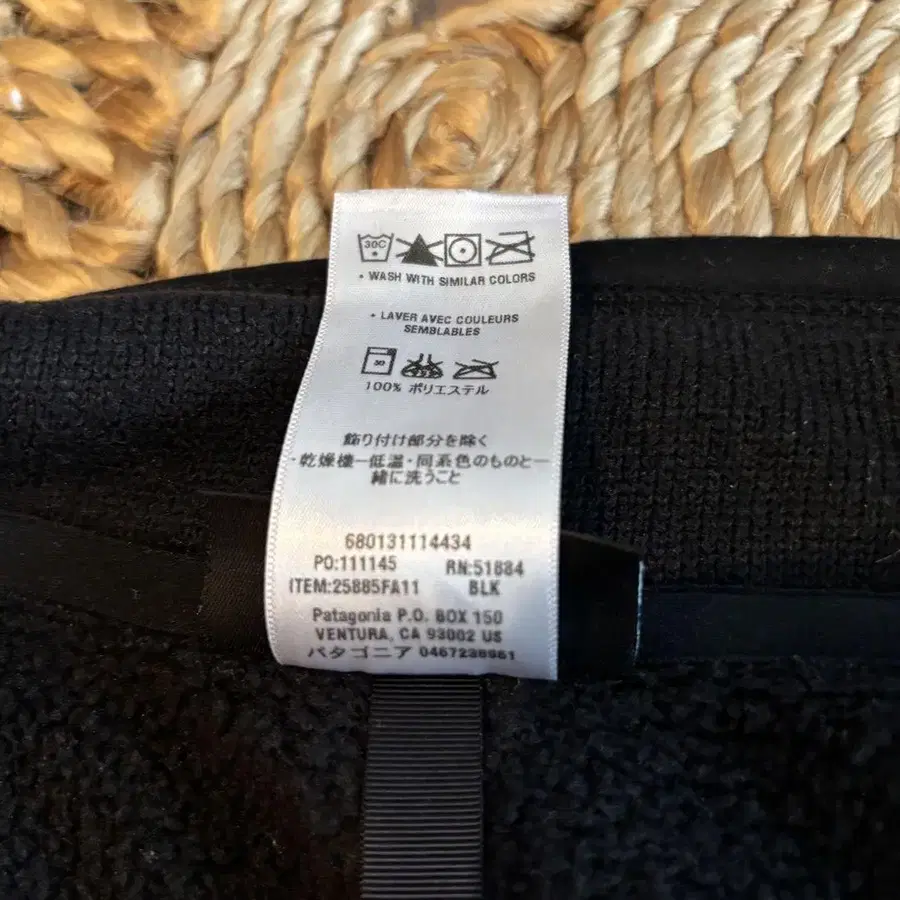 30C
• WASH WITH SIMILAR COLORS
• LAVER AVEC COULEURS
SEMBLABLES
30
100% ポリエステル
飾り付け部分を除く
・乾燥機ー低温・同系色のものと一
緒に洗うこと
680131114434
PO:111145 RN:51884
ITEM:25885FA11 BLK
Patagonia P.O. BOX 150
VENTURA, CA 93002 US
パタゴニア